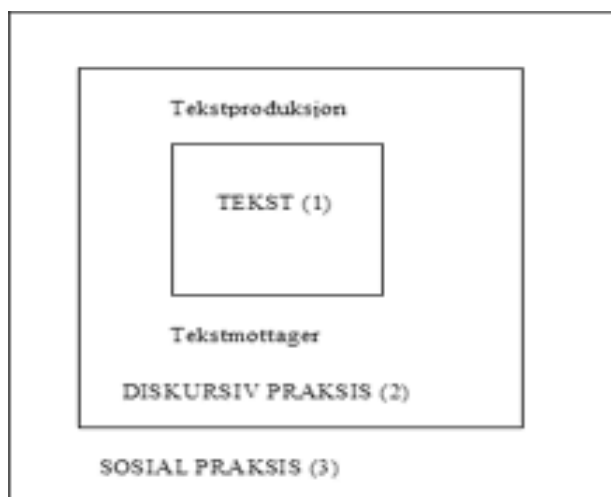 Tekstproduksjon
TEKST (1)
Tekstmottager
DISKURSIV PRAKSIS (2)
SOSIAL PRAKSIS (3)